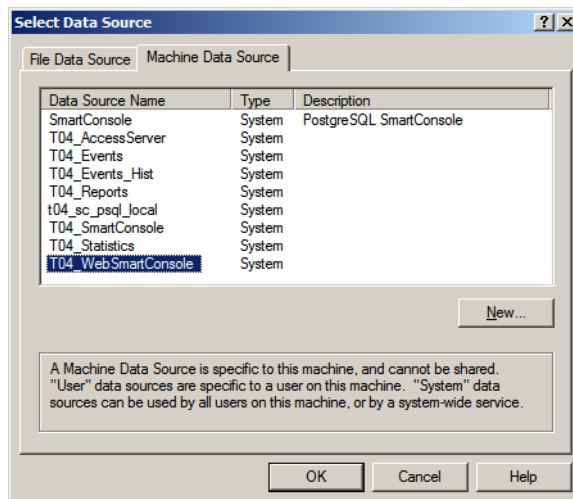 Select Data Source
File Data Source Machine Data Source
Data Source Name Type Description
SmartConsole System PostgreSQL SmartConsole
T04_AccessServer System
T04_Events System
T04_Events_Hist System
T04_Reports System
t04_sc_psql_local System
T04_SmartConsole System
T04_Statistics System
T04_WebSmartConsole System
New...
A Machine Data Source is specific to this machine, and cannot be shared.
"User" data sources are specific to a user on this machine. "System" data
sources can be used by all users on this machine, or by a system-wide service.
OK Cancel Help